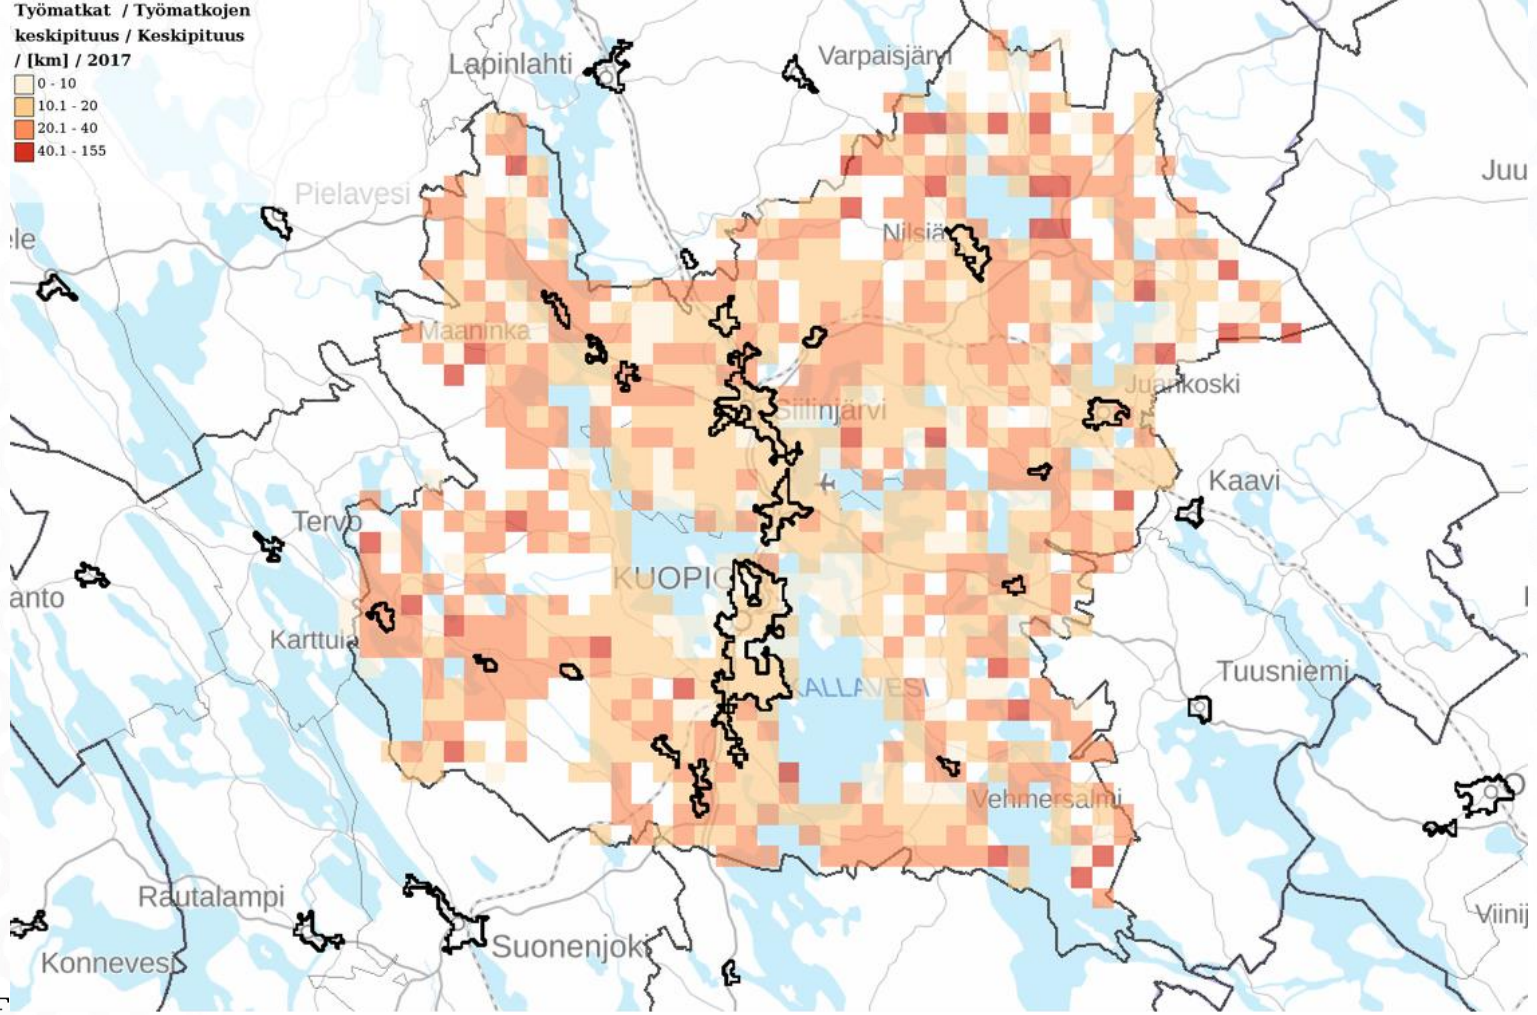 Työmatkat / Työmatkojen
keskipituus / Keskipituus
/ [km] / 2017
0 - 10
10.1 - 20
20.1 - 40
40.1 - 155
Lapinlahti
Varpaisjärvi
Juu
Pielavesi
ele
Nilsiä
Maaninka
Juankoski
Siilinjärvi
Kaavi
Tervo
KUOPIO
anto
Karttula
Tuusniemi
KALLAVESI
Vehmersalmi
Rautalampi
Suonenjok
Viinij
Konnevesi